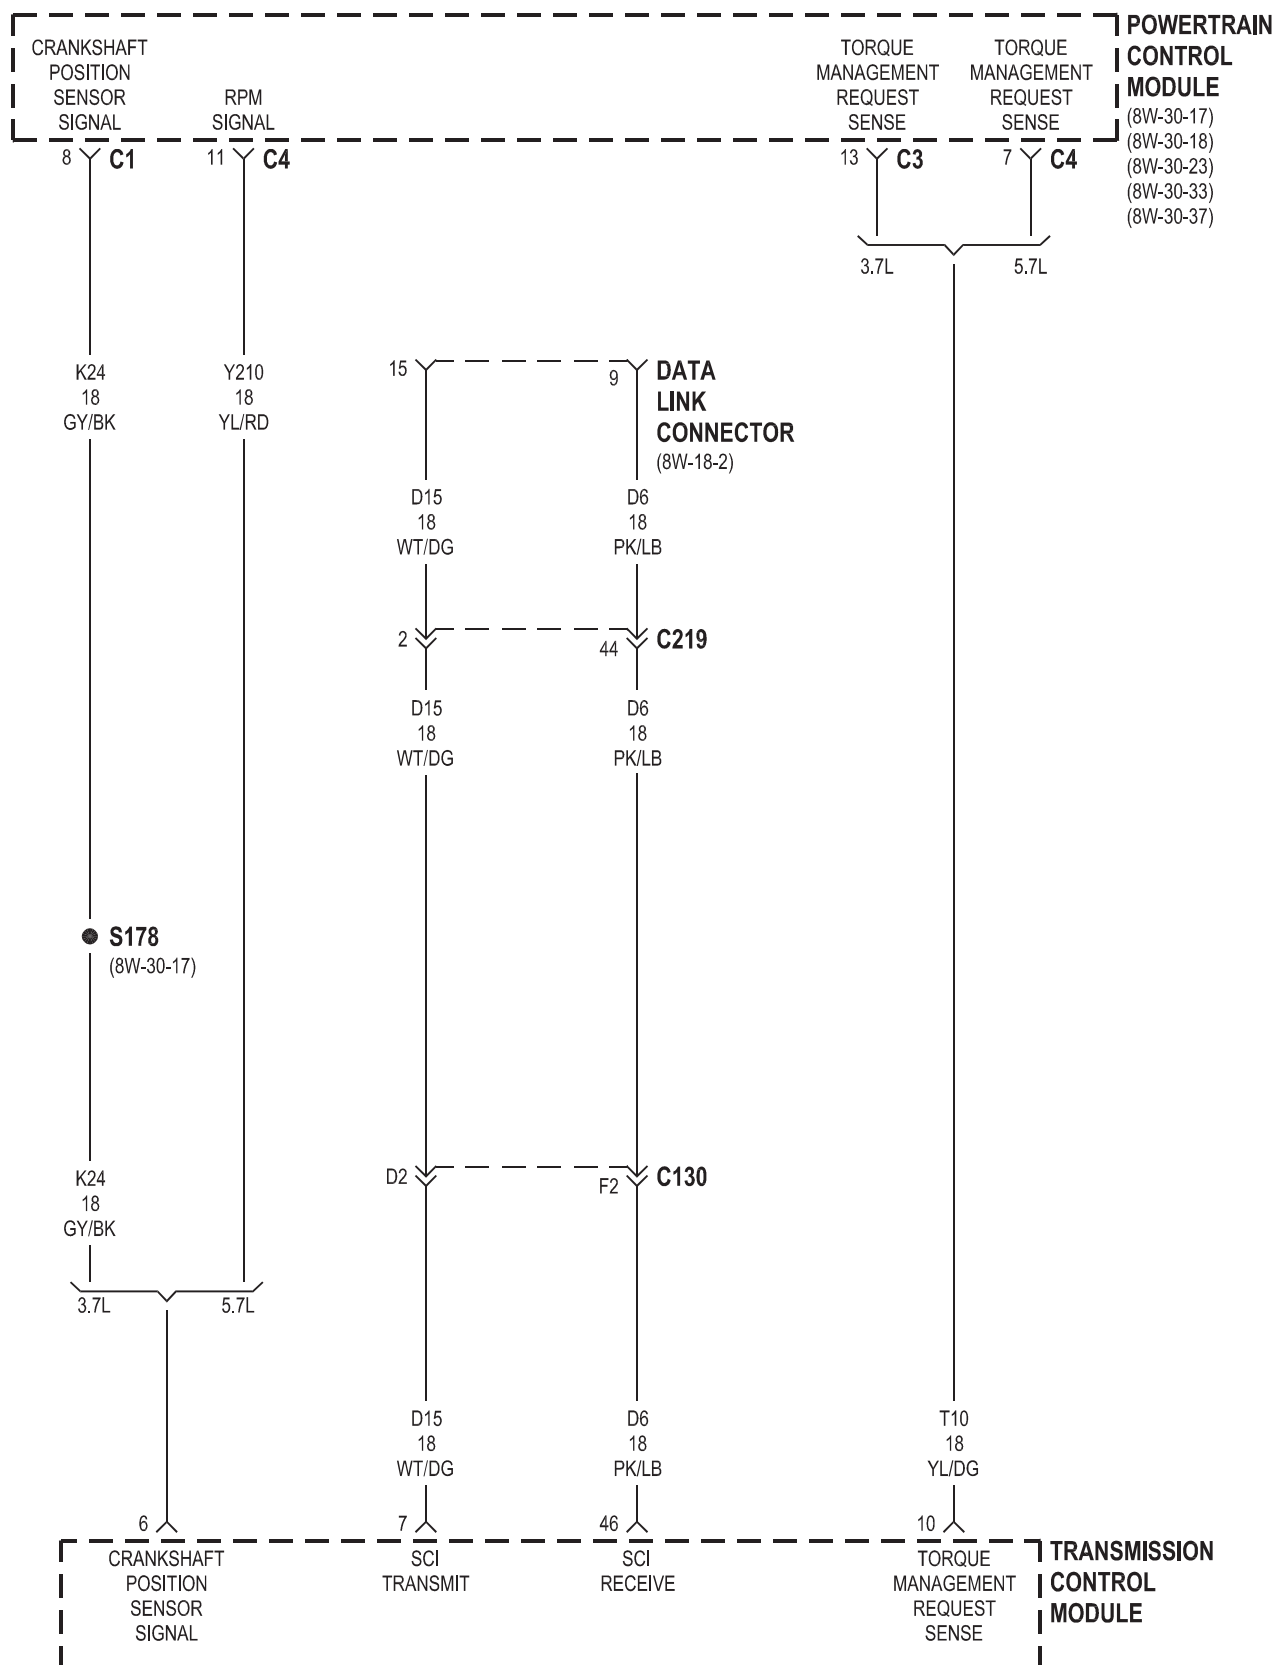 CRANKSHAFT
POSITION
SENSOR
SIGNAL
RPM
SIGNAL
TORQUE
MANAGEMENT
REQUEST
SENSE
TORQUE
MANAGEMENT
REQUEST
SENSE
POWERTRAIN
CONTROL
MODULE
(8W-30-17)
(8W-30-18)
(8W-30-23)
(8W-30-33)
(8W-30-37)
8 C1
11 C4
13 C3
7 C4
3.7L
5.7L
K24
18
GY/BK
Y210
18
YL/RD
15
9
DATA
LINK
CONNECTOR
(8W-18-2)
D15
18
WT/DG
D6
18
PK/LB
2
44
C219
D15
18
WT/DG
D6
18
PK/LB
S178
(8W-30-17)
D2
F2
C130
K24
18
GY/BK
3.7L
5.7L
D15
18
WT/DG
D6
18
PK/LB
T10
18
YL/DG
6
7
46
10
CRANKSHAFT
POSITION
SENSOR
SIGNAL
SCI
TRANSMIT
SCI
RECEIVE
TORQUE
MANAGEMENT
REQUEST
SENSE
TRANSMISSION
CONTROL
MODULE